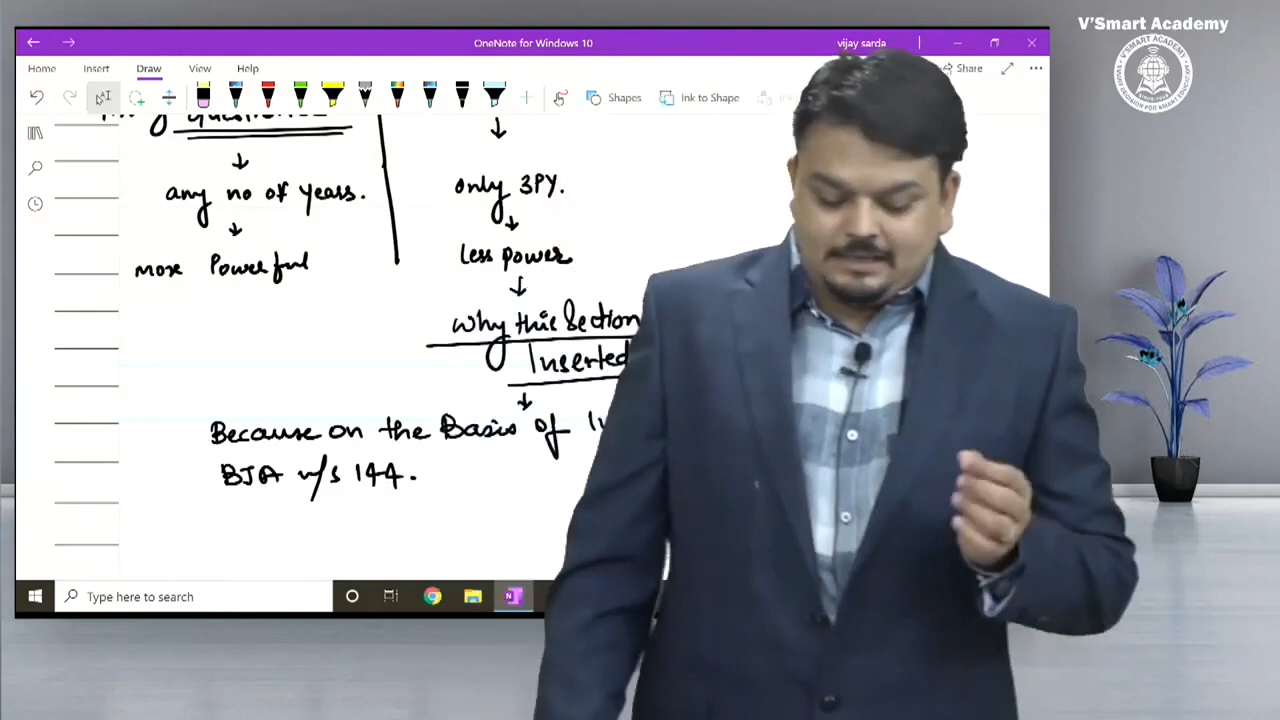 V'Smart Academy
OneNote for Windows 10
vijay sarda
Home Insert Draw View Help
Share
Shapes
Ink to Shape
Ink to
any no of years.
more Powerful
only 3PY.
less power
Why this Section
Inserted
Because on the Basis of
BJA u/s 144.
Type here to search